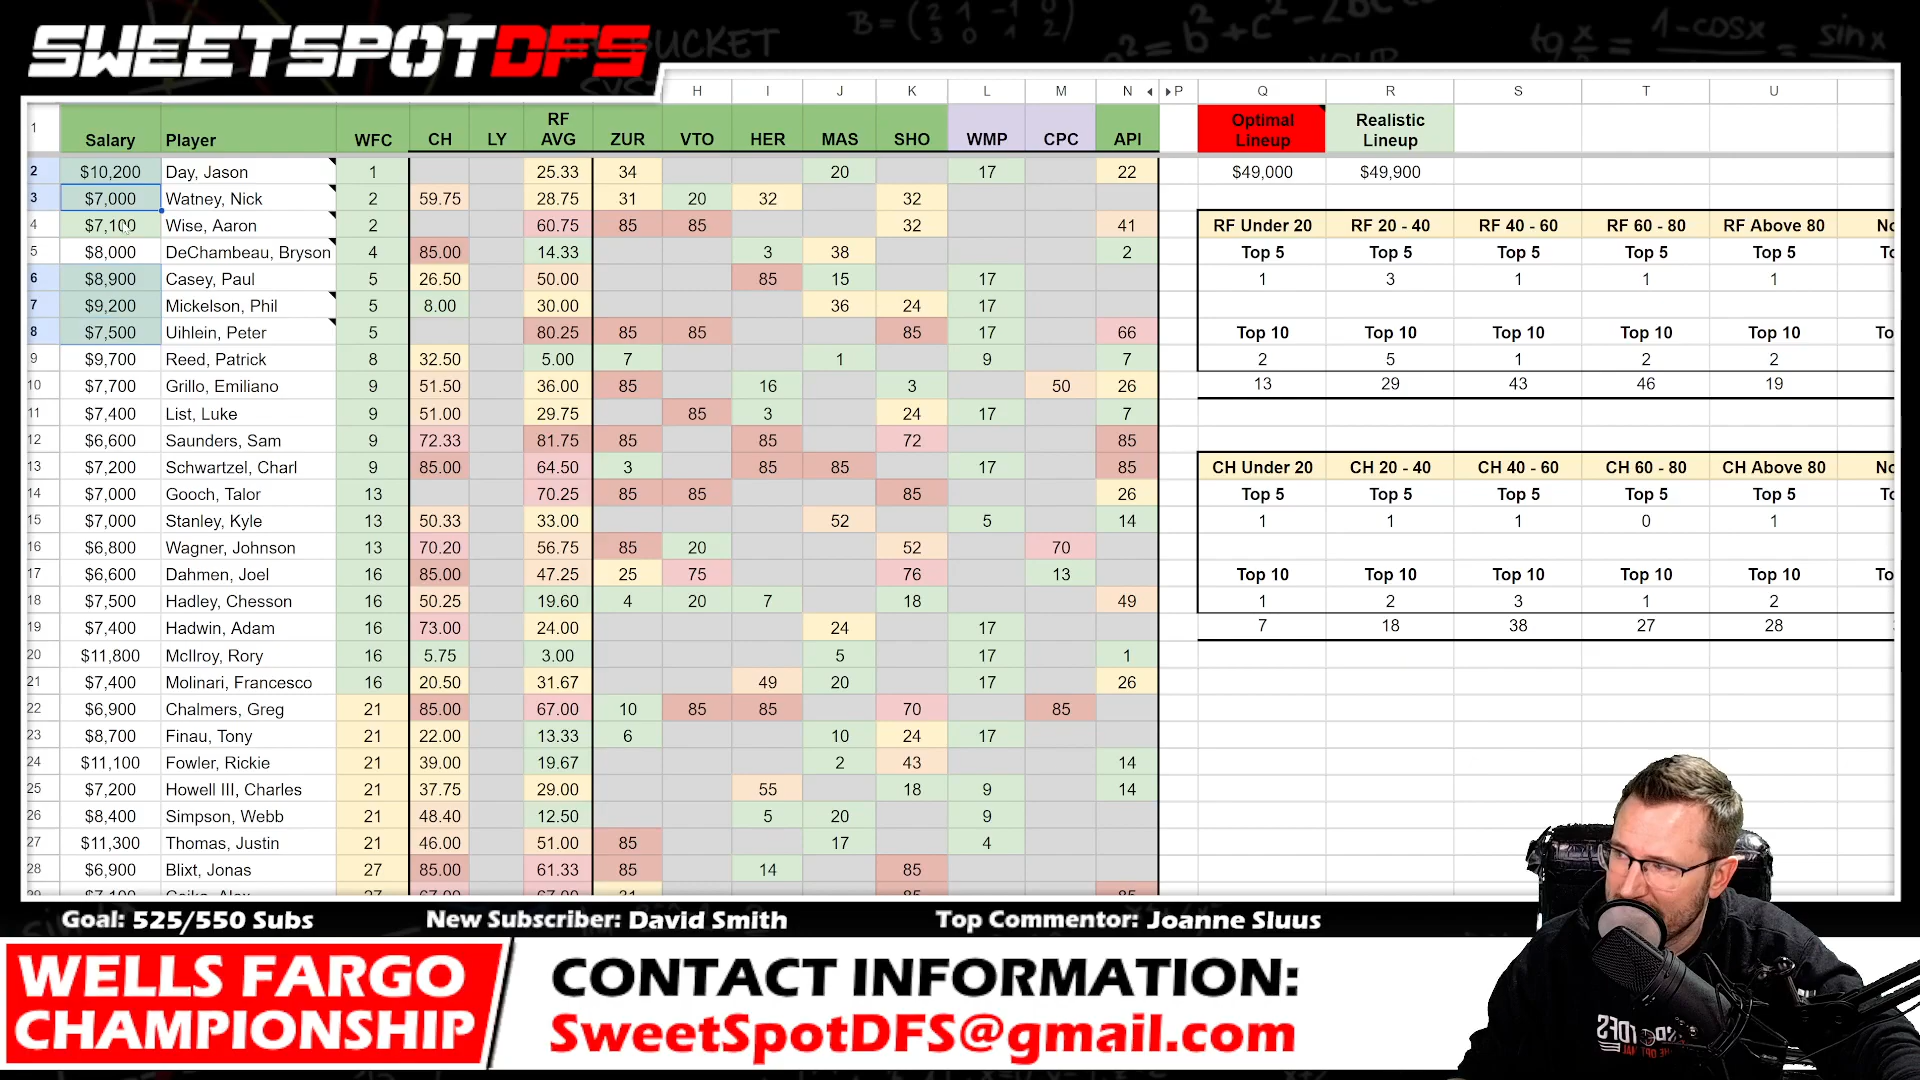 SWEETSPOTDFS
BUCKET
H I J K L M N P Q R S T U
1 Salary Player WFC CH LY RF AVG ZUR VTO HER MAS SHO WMP CPC API Optimal Lineup Realistic Lineup
2 $10,200 Day, Jason 1 25.33 34 20 17 22 $49,000 $49,900
3 $7,000 Watney, Nick 2 59.75 28.75 31 20 32 32
4 $7,100 Wise, Aaron 2 60.75 85 85 32 41 RF Under 20 RF 20 - 40 RF 40 - 60 RF 60 - 80 RF Above 80
5 $8,000 DeChambeau, Bryson 4 85.00 14.33 3 38 2 Top 5 Top 5 Top 5 Top 5 Top 5
6 $8,900 Casey, Paul 5 26.50 50.00 85 15 17 1 3 1 1 1
7 $9,200 Mickelson, Phil 5 8.00 30.00 36 24 17
8 $7,500 Uihlein, Peter 5 80.25 85 85 85 17 66 Top 10 Top 10 Top 10 Top 10 Top 10
9 $9,700 Reed, Patrick 8 32.50 5.00 7 1 9 7 2 5 1 2 2
10 $7,700 Grillo, Emiliano 9 51.50 36.00 85 16 3 50 26 13 29 43 46 19
11 $7,400 List, Luke 9 51.00 29.75 85 3 24 17 7
12 $6,600 Saunders, Sam 9 72.33 81.75 85 85 72 85
13 $7,200 Schwartzel, Charl 9 85.00 64.50 3 85 85 17 85 CH Under 20 CH 20 - 40 CH 40 - 60 CH 60 - 80 CH Above 80
14 $7,000 Gooch, Talor 13 70.25 85 85 85 26 Top 5 Top 5 Top 5 Top 5 Top 5
15 $7,000 Stanley, Kyle 13 50.33 33.00 52 5 14 1 1 1 0 1
16 $6,800 Wagner, Johnson 13 70.20 56.75 85 20 52 70
17 $6,600 Dahmen, Joel 16 85.00 47.25 25 75 76 13 Top 10 Top 10 Top 10 Top 10 Top 10
18 $7,500 Hadley, Chesson 16 50.25 19.60 4 20 7 18 49 1 2 3 1 2
19 $7,400 Hadwin, Adam 16 73.00 24.00 24 17 7 18 38 27 28
20 $11,800 McIlroy, Rory 16 5.75 3.00 5 17 1
21 $7,400 Molinari, Francesco 16 20.50 31.67 49 20 17 26
22 $6,900 Chalmers, Greg 21 85.00 67.00 10 85 85 70 85
23 $8,700 Finau, Tony 21 22.00 13.33 6 10 24 17
24 $11,100 Fowler, Rickie 21 39.00 19.67 2 43 14
25 $7,200 Howell III, Charles 21 37.75 29.00 55 18 9 14
26 $8,400 Simpson, Webb 21 48.40 12.50 5 20 9
27 $11,300 Thomas, Justin 21 46.00 51.00 85 17 4
28 $6,900 Blixt, Jonas 27 85.00 61.33 85 14 85
Goal: 525/550 Subs New Subscriber: David Smith Top Commentor: Joanne Sluus
WELLS FARGO
CHAMPIONSHIP
CONTACT INFORMATION:
SweetSpotDFS@gmail.com